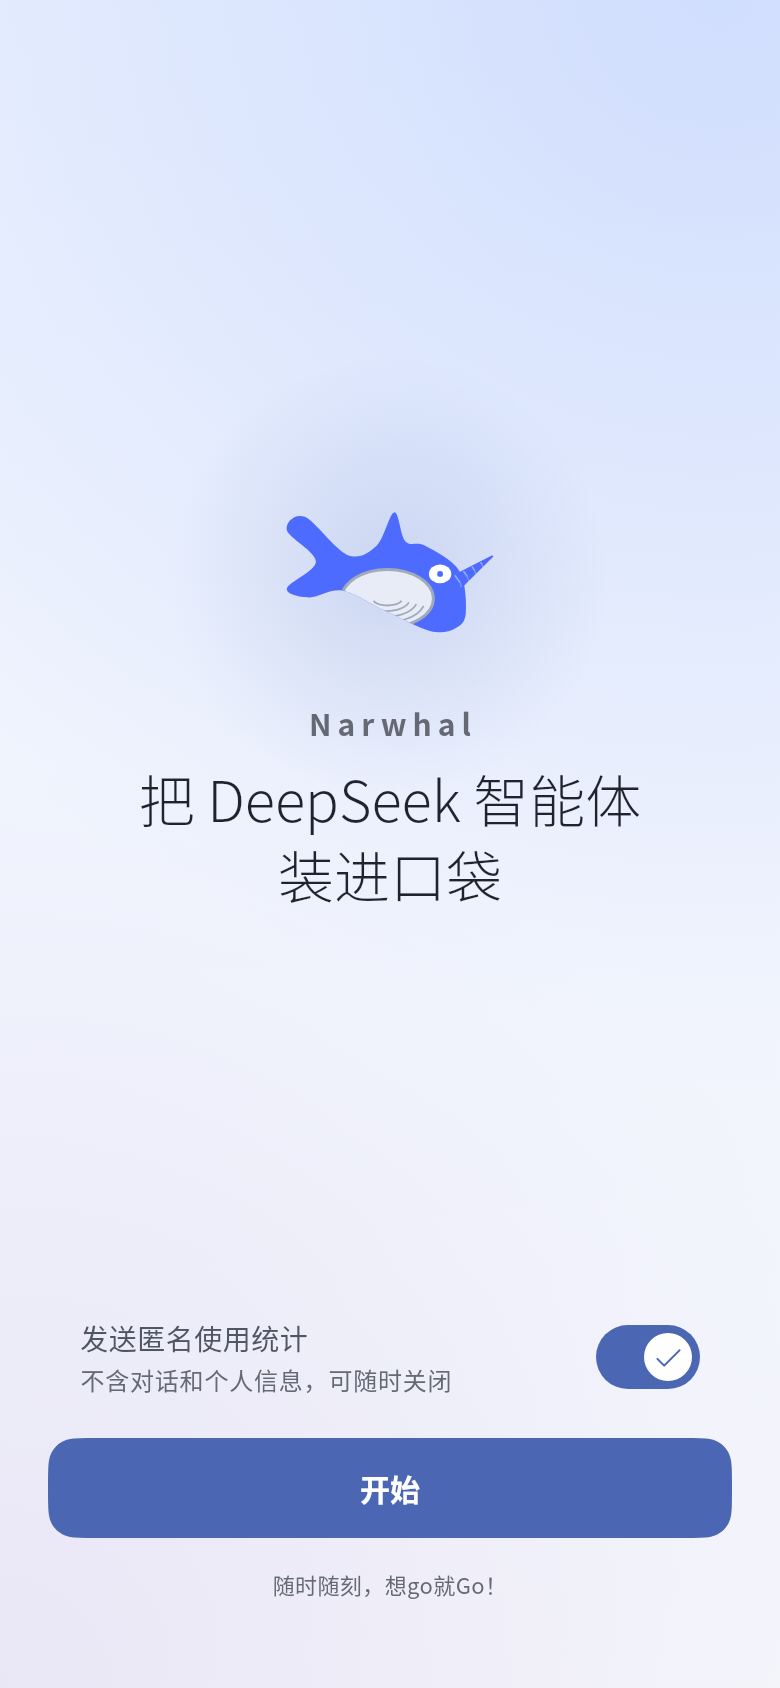 Narwhal
把 DeepSeek 智能体
装进口袋
发送匿名使用统计
不含对话和个人信息，可随时关闭
开始
随时随刻，想go就Go！